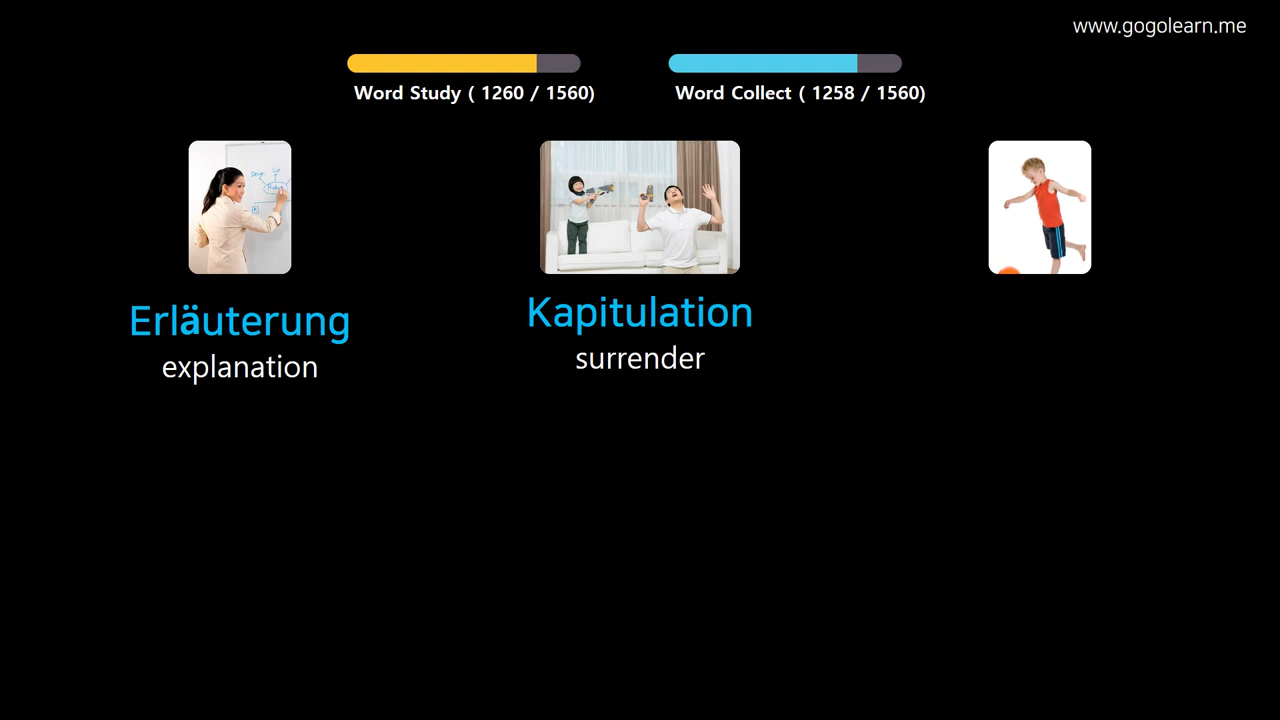 www.gogolearn.me
Word Study ( 1260 / 1560)
Word Collect ( 1258 / 1560)
Erläuterung
explanation
Kapitulation
surrender